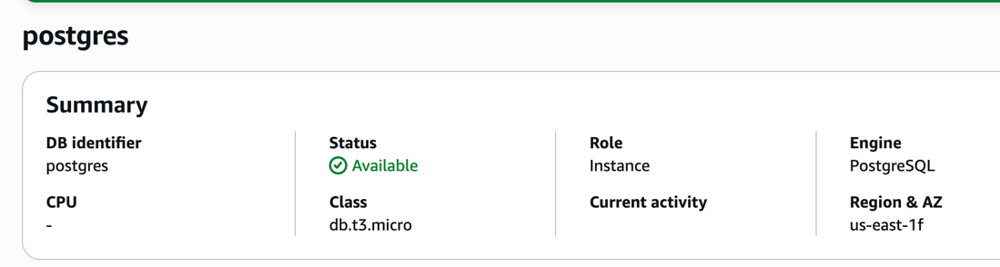 postgres
Summary
DB identifier
postgres
Status
Available
Role
Instance
Engine
PostgreSQL
CPU
-
Class
db.t3.micro
Current activity
Region & AZ
us-east-1f